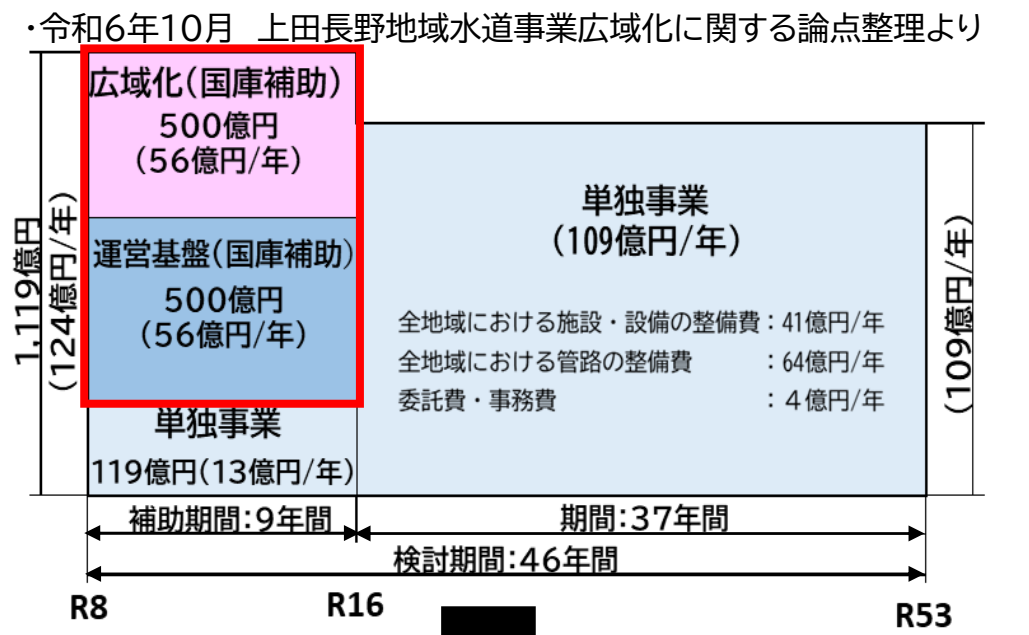 ・令和6年10月　上田長野地域水道事業広域化に関する論点整理より
1,119億円
(124億円/年)
広域化(国庫補助)
500億円
(56億円/年)
運営基盤(国庫補助)
500億円
(56億円/年)
単独事業
119億円(13億円/年)
単独事業
(109億円/年)
全地域における施設・設備の整備費：41億円/年
全地域における管路の整備費　　　：64億円/年
委託費・事務費　　　　　　　　　：４億円/年
(109億円/年)
補助期間:9年間
期間:37年間
検討期間:46年間
R8
R16
R53